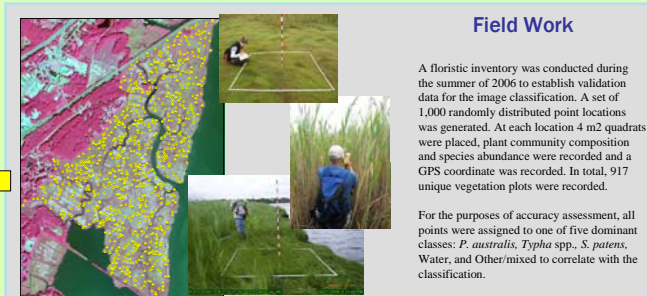 Field Work
A floristic inventory was conducted during
the summer of 2006 to establish validation
data for the image classification. A set of
1,000 randomly distributed point locations
was generated. At each location 4 m2 quadrats
were placed, plant community composition
and species abundance were recorded and a
GPS coordinate was recorded. In total, 917
unique vegetation plots were recorded.
For the purposes of accuracy assessment, all
points were assigned to one of five dominant
classes: P. australis, Typha spp., S. patens,
Water, and Other/mixed to correlate with the
classification.